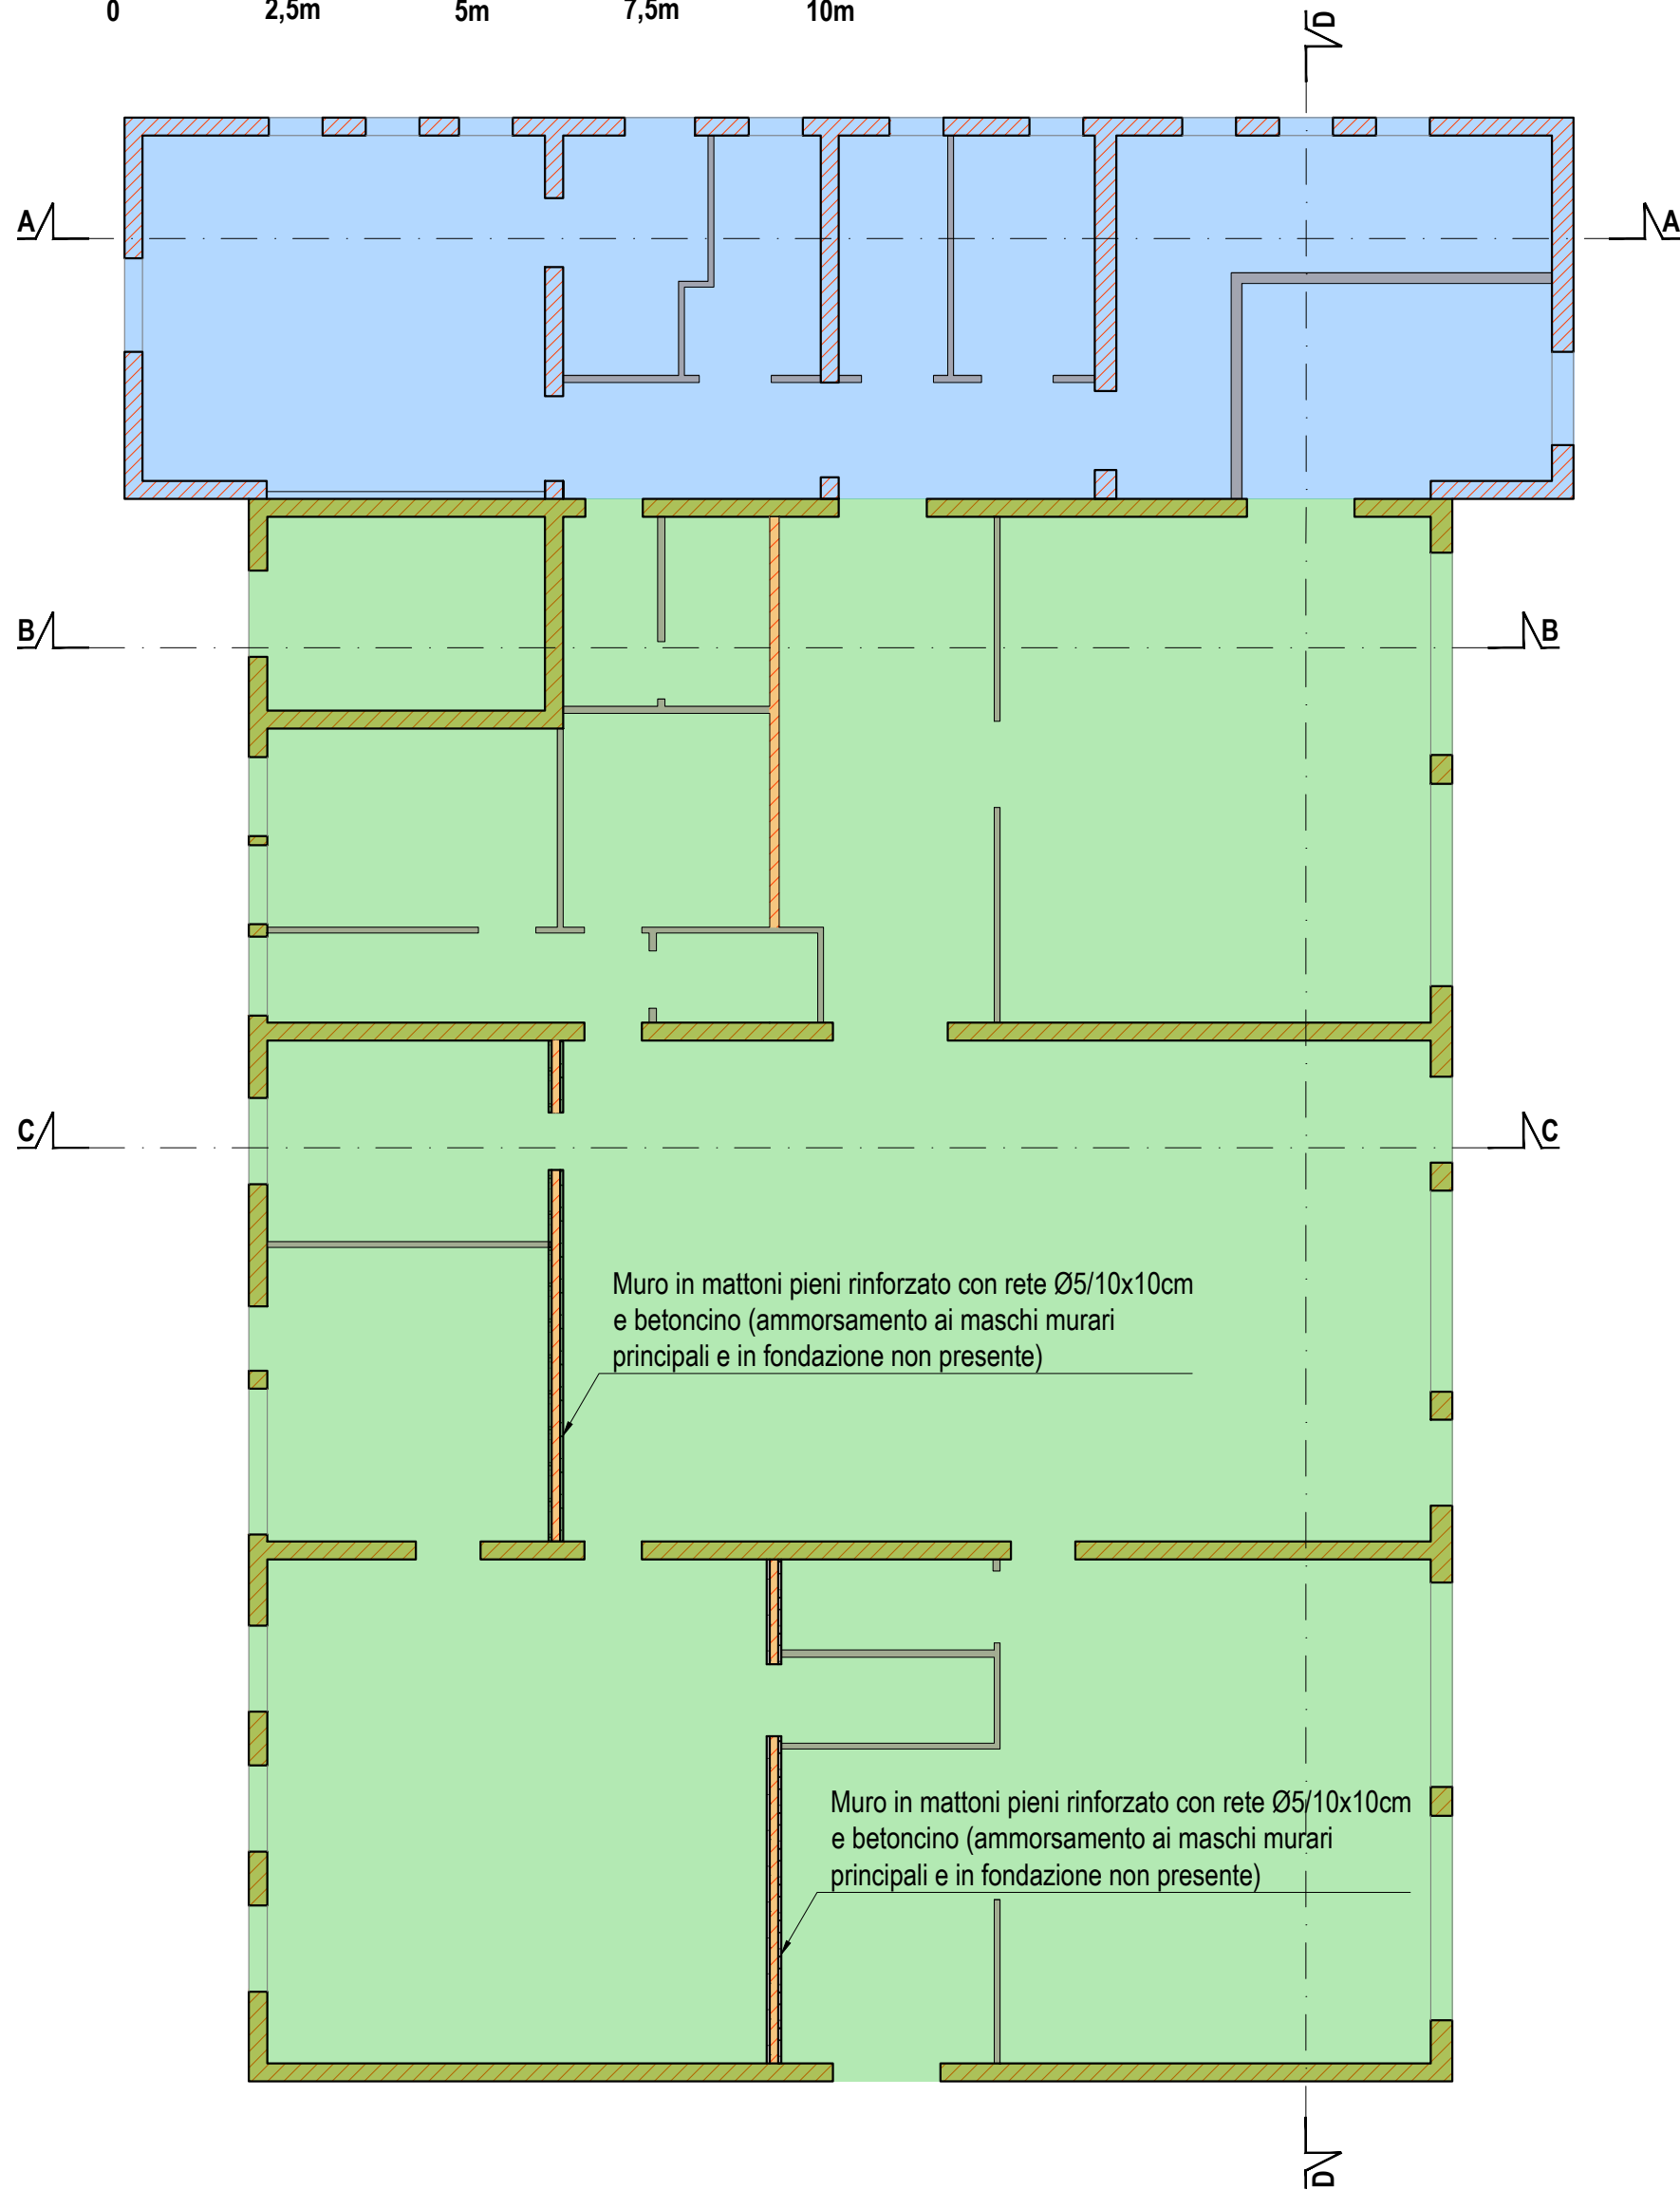 0 2,5m 5m 7,5m 10m
D
A A
B B
C C
Muro in mattoni pieni rinforzato con rete Ø5/10x10cm
e betoncino (ammorsamento ai maschi murari
principali e in fondazione non presente)
Muro in mattoni pieni rinforzato con rete Ø5/10x10cm
e betoncino (ammorsamento ai maschi murari
principali e in fondazione non presente)
D